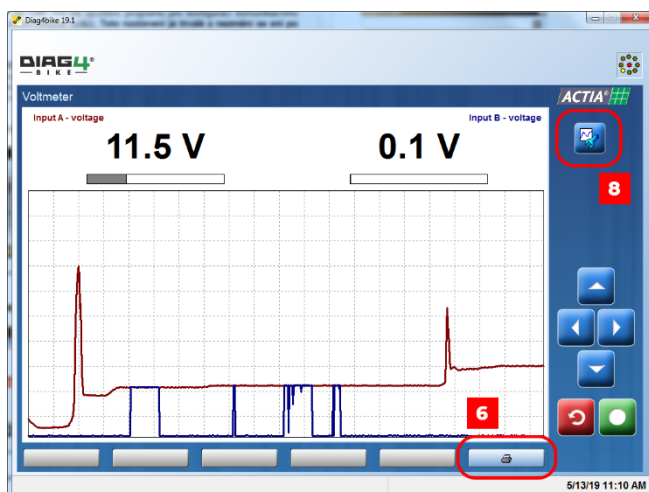 Diag4bike 19.1
DIAG4
BIKE
Voltmeter
ACTIA®
Input A - voltage
Input B - voltage
11.5 V
0.1 V
8
6
5/13/19 11:10 AM